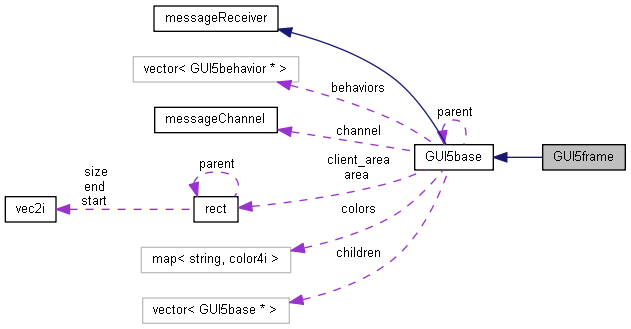 messageReceiver
vector< GUI5behavior * >
behaviors
parent
messageChannel
channel
GUI5base
GUI5frame
parent
client_area
area
size
end
start
vec2i
rect
colors
map< string, color4i >
children
vector< GUI5base * >